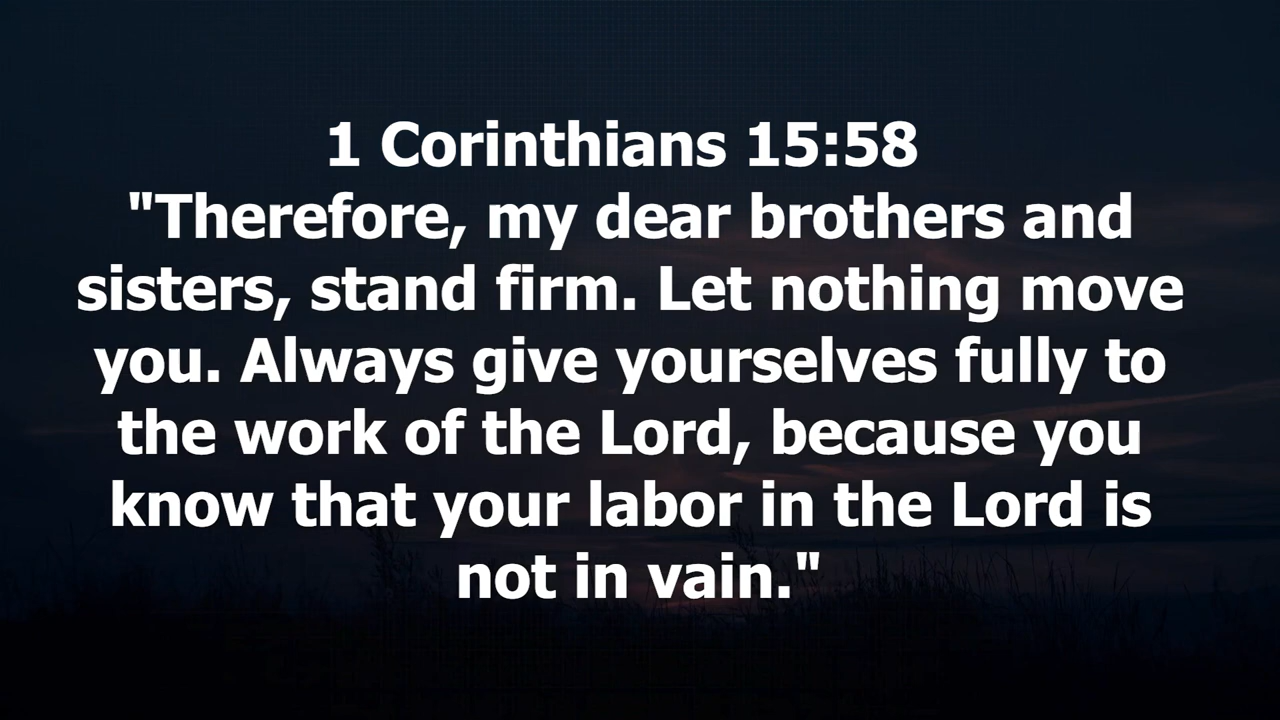 1 Corinthians 15:58
"Therefore, my dear brothers and
sisters, stand firm. Let nothing move
you. Always give yourselves fully to
the work of the Lord, because you
know that your labor in the Lord is
not in vain."